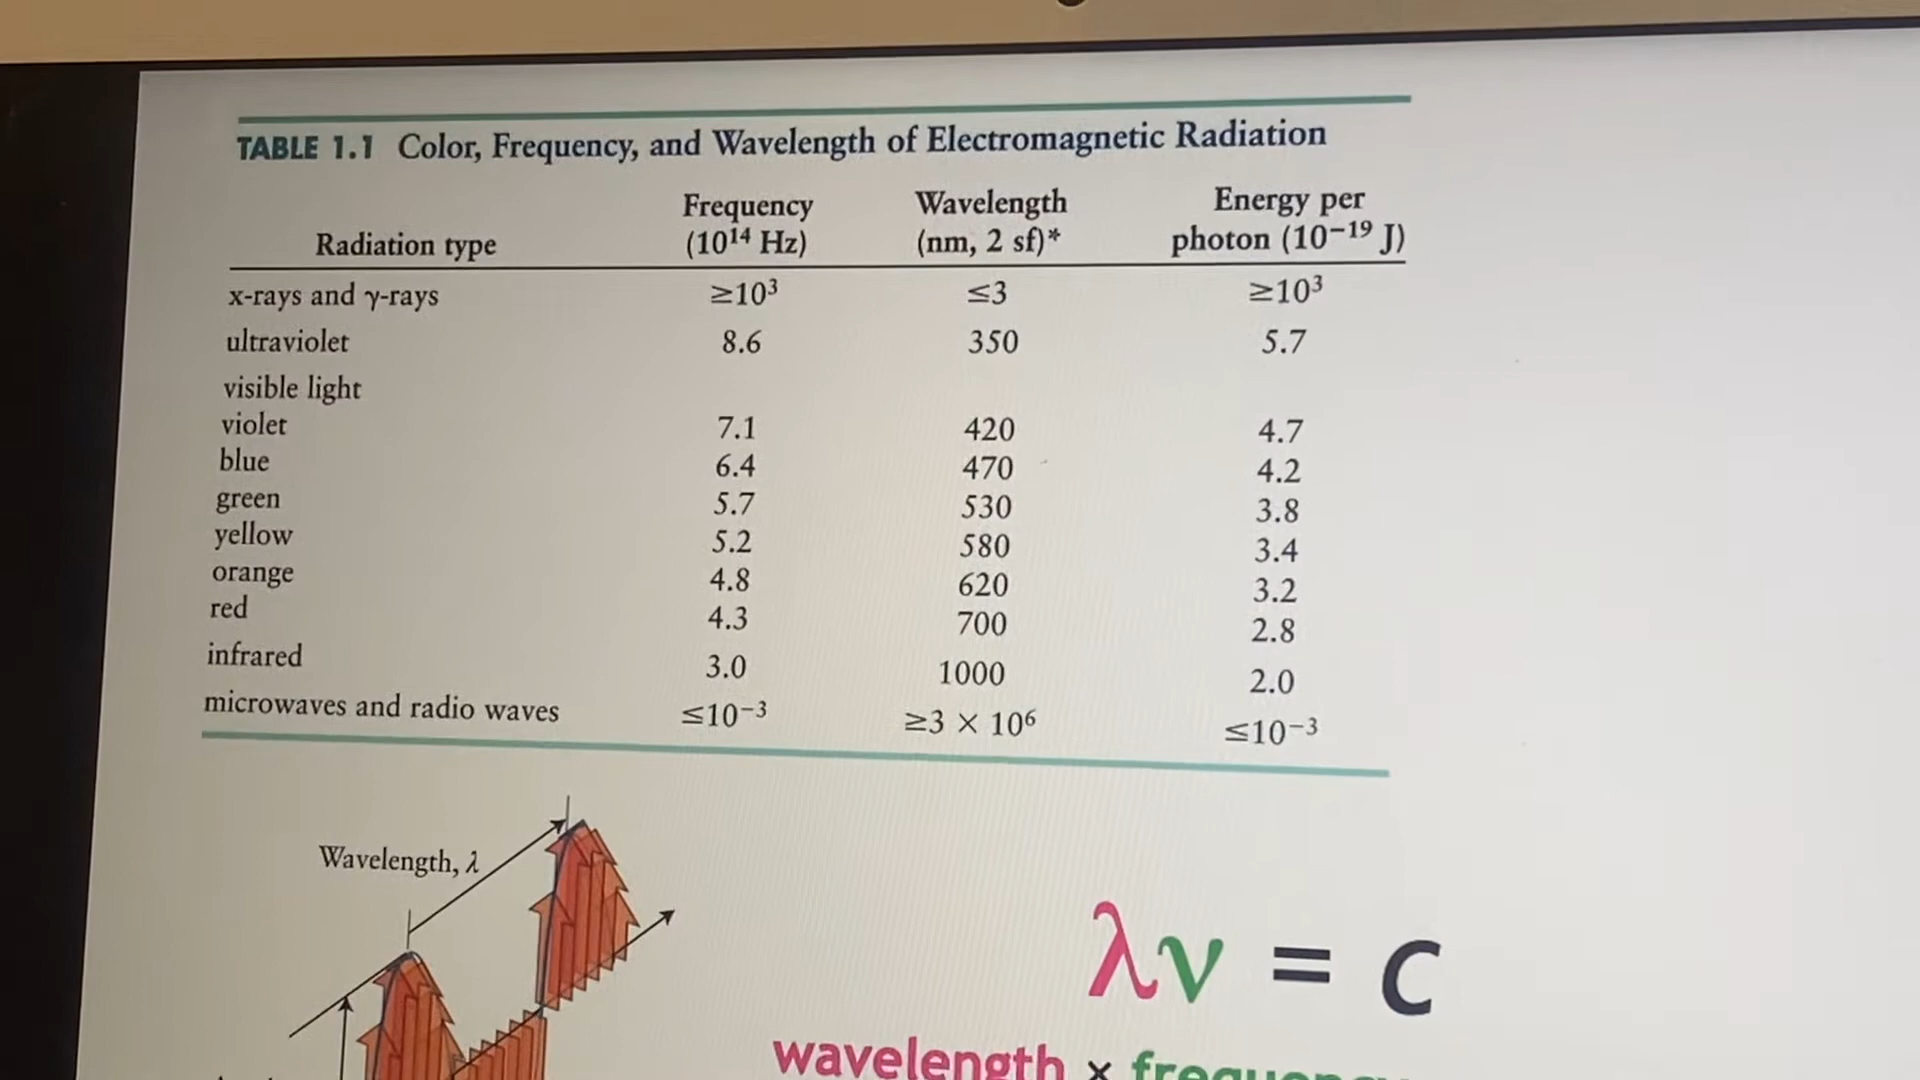 TABLE 1.1 Color, Frequency, and Wavelength of Electromagnetic Radiation
Radiation type Frequency (10¹⁴ Hz) Wavelength (nm, 2 sf)* Energy per photon (10⁻¹⁹ J)
x-rays and γ-rays ≥10³ ≤3 ≥10³
ultraviolet 8.6 350 5.7
visible light
violet 7.1 420 4.7
blue 6.4 470 4.2
green 5.7 530 3.8
yellow 5.2 580 3.4
orange 4.8 620 3.2
red 4.3 700 2.8
infrared 3.0 1000 2.0
microwaves and radio waves ≤10⁻³ ≥3 × 10⁶ ≤10⁻³
Wavelength, λ
λν = c
wavelength ×